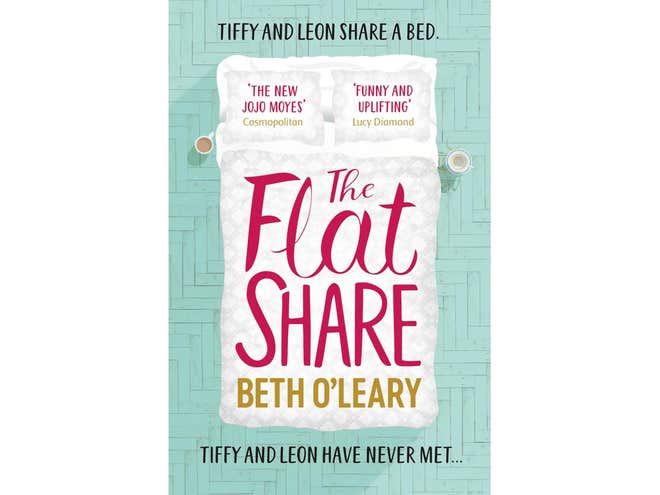 TIFFY AND LEON SHARE A BED.
'THE NEW
JOJO MOYES'
Cosmopolitan
'FUNNY AND
UPLIFTING'
Lucy Diamond
The
Flat
SHARE
BETH O'LEARY
TIFFY AND LEON HAVE NEVER MET...